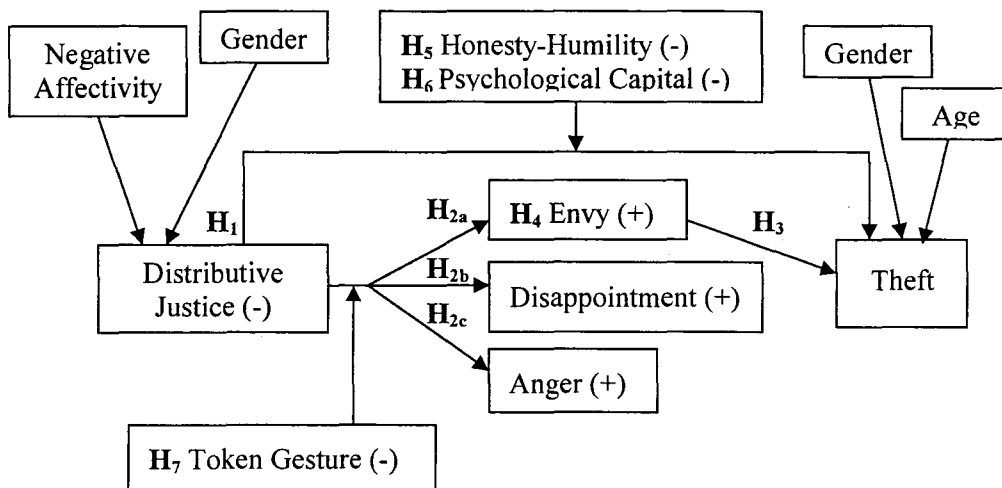 Negative
Affectivity
Gender
H₅ Honesty-Humility (-)
H₆ Psychological Capital (-)
Gender
Age
H₁
H₂ₐ
H₄ Envy (+)
H₃
Distributive
Justice (-)
H₂b
Disappointment (+)
Theft
H₂c
Anger (+)
H₇ Token Gesture (-)